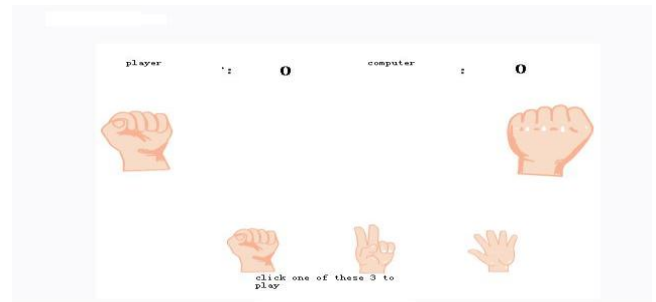 player ': 0 computer : 0
click one of these 3 to
play